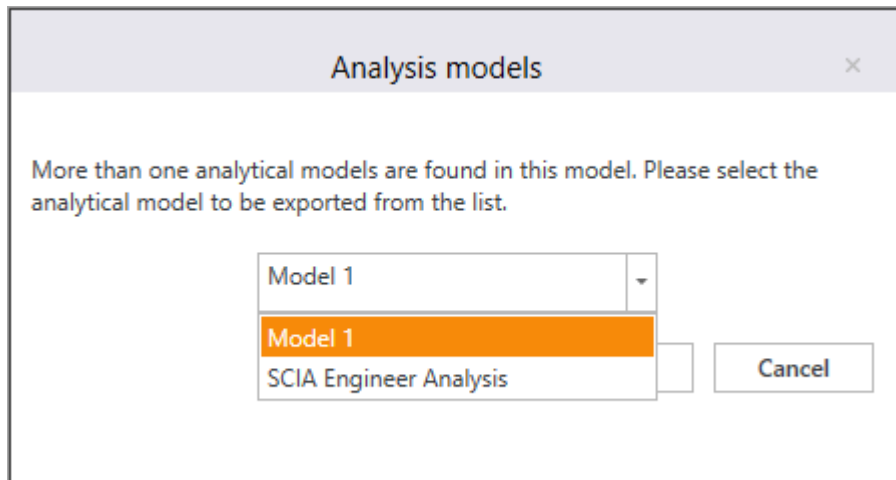 Analysis models
More than one analytical models are found in this model. Please select the
analytical model to be exported from the list.
Model 1
Model 1
SCIA Engineer Analysis
Cancel